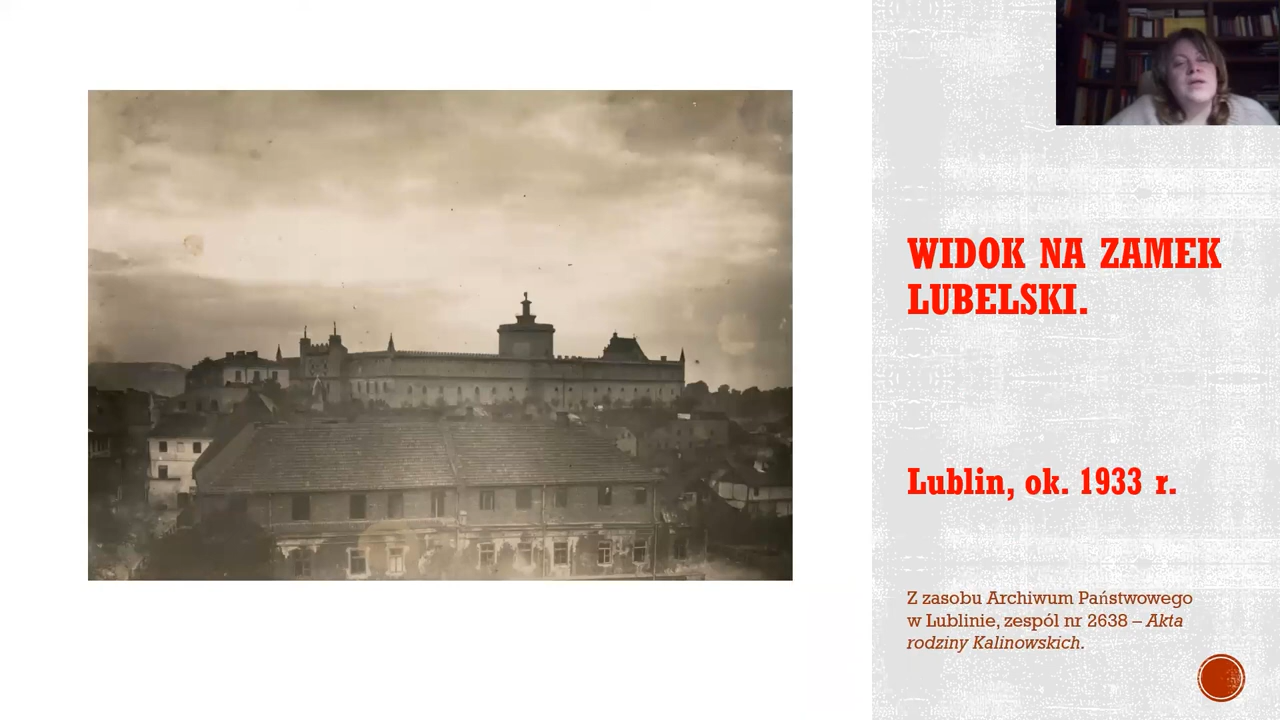 WIDOK NA ZAMEK
LUBELSKI.
Lublin, ok. 1933 r.
Z zasobu Archiwum Państwowego
w Lublinie, zespól nr 2638 – Akta
rodziny Kalinowskich.